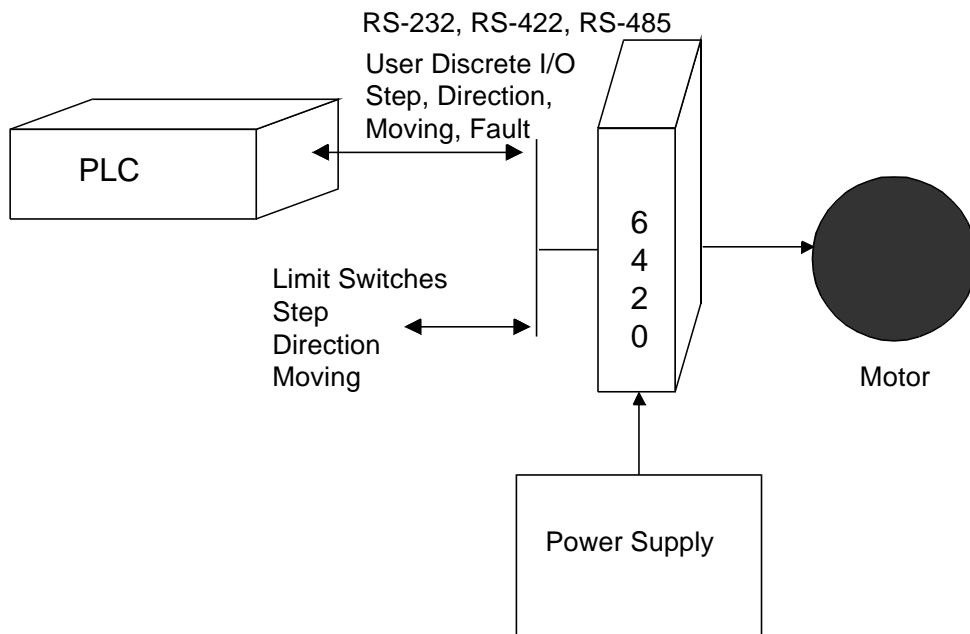 RS-232, RS-422, RS-485
User Discrete I/O
Step, Direction,
Moving, Fault
PLC
6
4
2
0
Limit Switches
Step
Direction
Moving
Motor
Power Supply